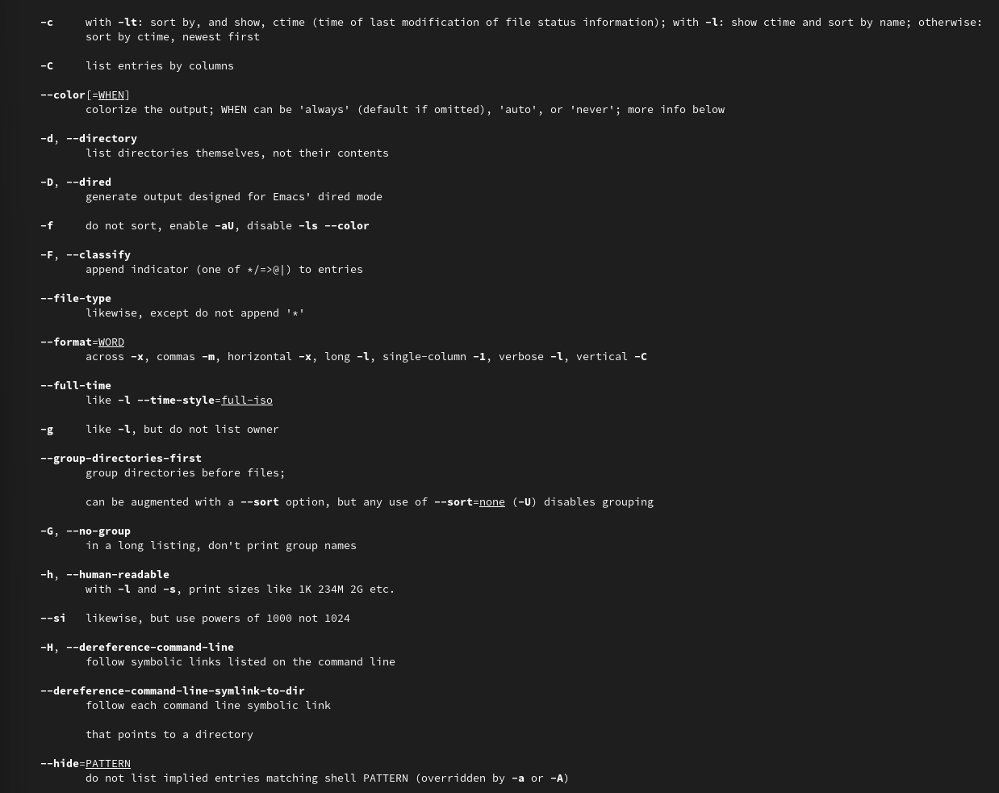 -c     with -lt: sort by, and show, ctime (time of last modification of file status information); with -l: show ctime and sort by name; otherwise:
       sort by ctime, newest first
-C     list entries by columns
--color[=WHEN]
       colorize the output; WHEN can be 'always' (default if omitted), 'auto', or 'never'; more info below
-d, --directory
       list directories themselves, not their contents
-D, --dired
       generate output designed for Emacs' dired mode
-f     do not sort, enable -aU, disable -ls --color
-F, --classify
       append indicator (one of */=>@|) to entries
--file-type
       likewise, except do not append '*'
--format=WORD
       across -x, commas -m, horizontal -x, long -l, single-column -1, verbose -l, vertical -C
--full-time
       like -l --time-style=full-iso
-g     like -l, but do not list owner
--group-directories-first
       group directories before files;
       can be augmented with a --sort option, but any use of --sort=none (-U) disables grouping
-G, --no-group
       in a long listing, don't print group names
-h, --human-readable
       with -l and -s, print sizes like 1K 234M 2G etc.
--si   likewise, but use powers of 1000 not 1024
-H, --dereference-command-line
       follow symbolic links listed on the command line
--dereference-command-line-symlink-to-dir
       follow each command line symbolic link
       that points to a directory
--hide=PATTERN
       do not list implied entries matching shell PATTERN (overridden by -a or -A)